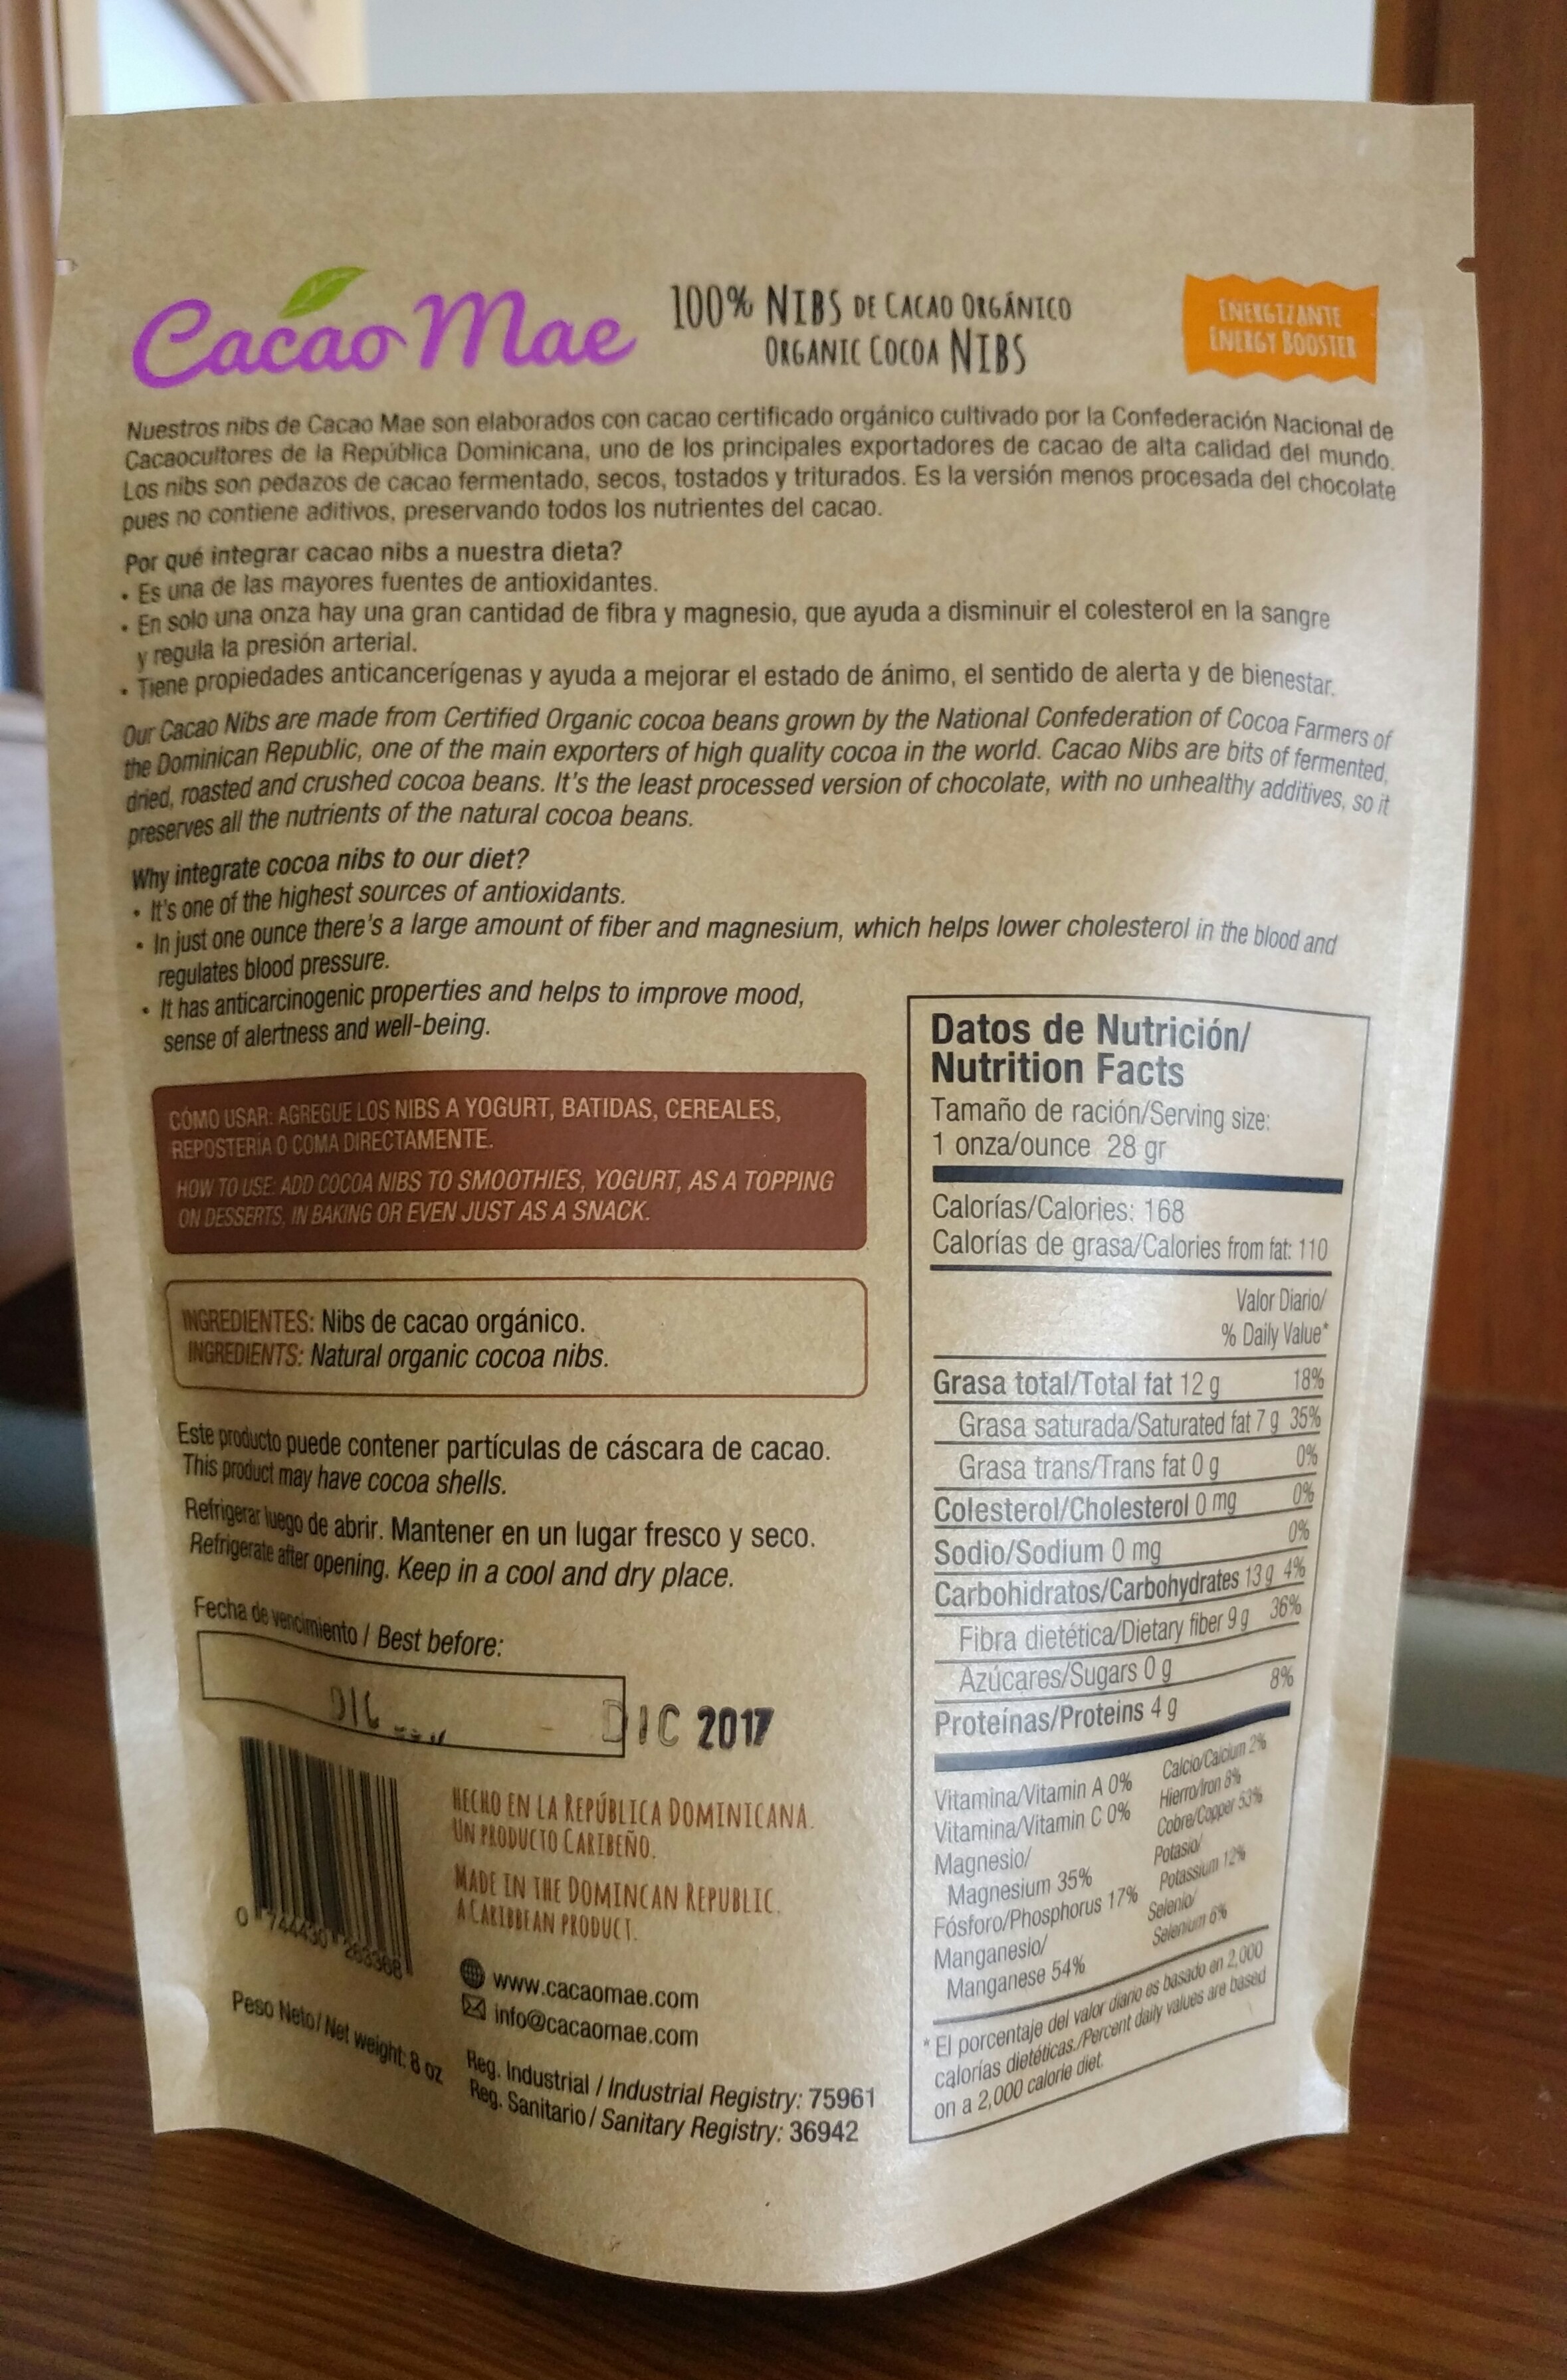 Cacao Mae
100% NIBS DE CACAO ORGÁNICO
ORGANIC COCOA NIBS
ENERGIZANTE
ENERGY BOOSTER
Nuestros nibs de Cacao Mae son elaborados con cacao certificado orgánico cultivado por la Confederación Nacional de
Cacaocultores de la República Dominicana, uno de los principales exportadores de cacao de alta calidad del mundo.
Los nibs son pedazos de cacao fermentado, secos, tostados y triturados. Es la versión menos procesada del chocolate
pues no contiene aditivos, preservando todos los nutrientes del cacao.
Por qué integrar cacao nibs a nuestra dieta?
• Es una de las mayores fuentes de antioxidantes.
• En solo una onza hay una gran cantidad de fibra y magnesio, que ayuda a disminuir el colesterol en la sangre
y regula la presión arterial.
• Tiene propiedades anticancerígenas y ayuda a mejorar el estado de ánimo, el sentido de alerta y de bienestar.
Our Cacao Nibs are made from Certified Organic cocoa beans grown by the National Confederation of Cocoa Farmers of
the Dominican Republic, one of the main exporters of high quality cocoa in the world. Cacao Nibs are bits of fermented,
dried, roasted and crushed cocoa beans. It's the least processed version of chocolate, with no unhealthy additives, so it
preserves all the nutrients of the natural cocoa beans.
Why integrate cocoa nibs to our diet?
• It's one of the highest sources of antioxidants.
• In just one ounce there's a large amount of fiber and magnesium, which helps lower cholesterol in the blood and
regulates blood pressure.
• It has anticarcinogenic properties and helps to improve mood,
sense of alertness and well-being.
CÓMO USAR: AGREGUE LOS NIBS A YOGURT, BATIDAS, CEREALES,
REPOSTERÍA O COMA DIRECTAMENTE.
HOW TO USE: ADD COCOA NIBS TO SMOOTHIES, YOGURT, AS A TOPPING
ON DESSERTS, IN BAKING OR EVEN JUST AS A SNACK.
INGREDIENTES: Nibs de cacao orgánico.
INGREDIENTS: Natural organic cocoa nibs.
Este producto puede contener partículas de cáscara de cacao.
This product may have cocoa shells.
Refrigerar luego de abrir. Mantener en un lugar fresco y seco.
Refrigerate after opening. Keep in a cool and dry place.
Fecha de vencimiento / Best before:
DIC
DIC 2017
0 744430 263368
HECHO EN LA REPÚBLICA DOMINICANA.
UN PRODUCTO CARIBEÑO.
MADE IN THE DOMINCAN REPUBLIC.
A CARIBBEAN PRODUCT.
www.cacaomae.com
info@cacaomae.com
Peso Neto/ Net weight: 8 oz
Reg. Industrial / Industrial Registry: 75961
Reg. Sanitario / Sanitary Registry: 36942
Datos de Nutrición/
Nutrition Facts
Tamaño de ración/Serving size:
1 onza/ounce 28 gr
Calorías/Calories: 168
Calorías de grasa/Calories from fat: 110
Valor Diario/
% Daily Value*
Grasa total/Total fat 12 g 18%
Grasa saturada/Saturated fat 7 g 35%
Grasa trans/Trans fat 0 g 0%
Colesterol/Cholesterol 0 mg 0%
Sodio/Sodium 0 mg 0%
Carbohidratos/Carbohydrates 13 g 4%
Fibra dietética/Dietary fiber 9 g 36%
Azúcares/Sugars 0 g
Proteínas/Proteins 4 g 8%
Vitamina/Vitamin A 0%
Vitamina/Vitamin C 0%
Magnesio/
Magnesium 35%
Fósforo/Phosphorus 17%
Manganesio/
Manganese 54%
Calcio/Calcium 2%
Hierro/Iron 8%
Cobre/Copper 53%
Potasio/
Potassium 12%
Selenio/
Selenium 6%
* El porcentaje del valor diario es basado en 2,000
calorías dietéticas./Percent daily values are based
on a 2,000 calorie diet.